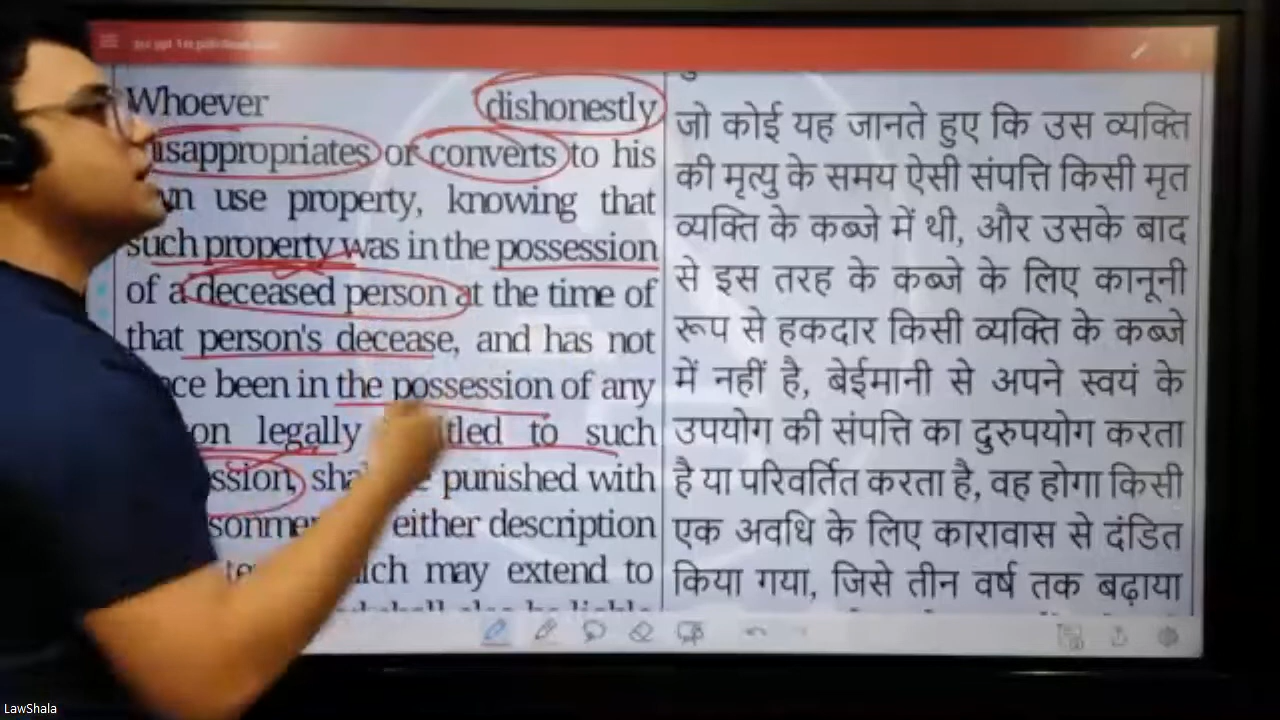 Whoever dishonestly
or converts to his
use property, knowing that
such property was in the possession
of a deceased person at the time of
that person's decease, and has not
been in the possession of any
legally to such
punished with
either description
may extend to
जो कोई यह जानते हुए कि उस व्यक्ति
की मृत्यु के समय ऐसी संपत्ति किसी मृत
व्यक्ति के कब्जे में थी, और उसके बाद
से इस तरह के कब्जे के लिए कानूनी
रूप से हकदार किसी व्यक्ति के कब्जे
में नहीं है, बेईमानी से अपने स्वयं के
उपयोग की संपत्ति का दुरुपयोग करता
है या परिवर्तित करता है, वह होगा किसी
एक अवधि के लिए कारावास से दंडित
किया गया, जिसे तीन वर्ष तक बढ़ाया
LawShala